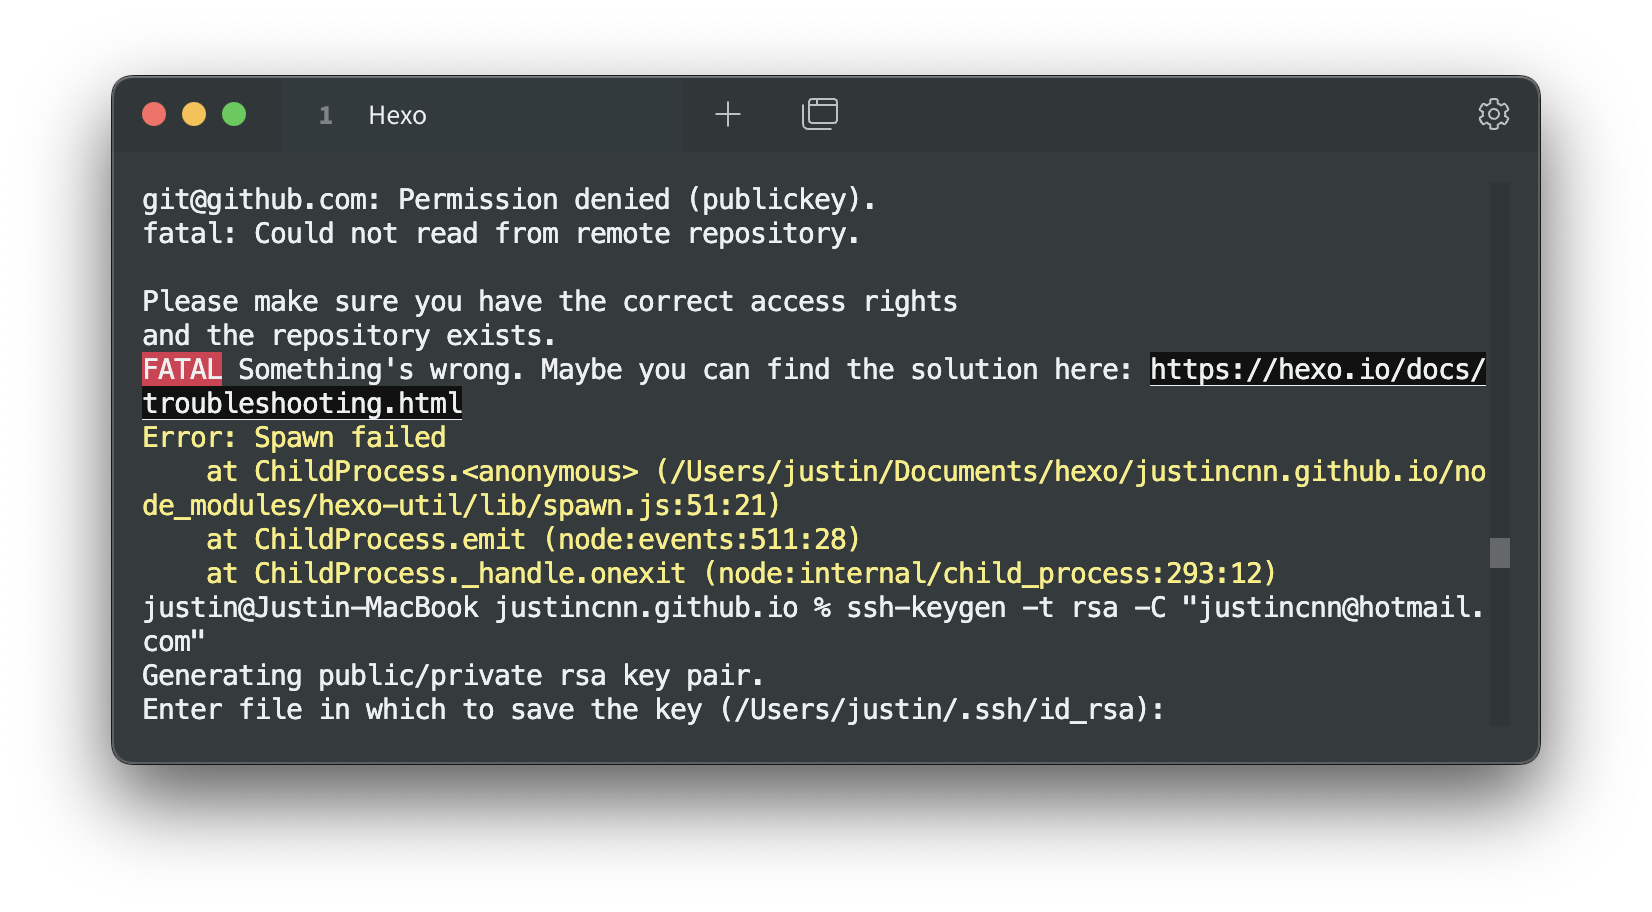 1 Hexo
git@github.com: Permission denied (publickey).
fatal: Could not read from remote repository.
Please make sure you have the correct access rights
and the repository exists.
FATAL Something's wrong. Maybe you can find the solution here: https://hexo.io/docs/
troubleshooting.html
Error: Spawn failed
    at ChildProcess.<anonymous> (/Users/justin/Documents/hexo/justincnn.github.io/no
de_modules/hexo-util/lib/spawn.js:51:21)
    at ChildProcess.emit (node:events:511:28)
    at ChildProcess._handle.onexit (node:internal/child_process:293:12)
justin@Justin-MacBook justincnn.github.io % ssh-keygen -t rsa -C "justincnn@hotmail.
com"
Generating public/private rsa key pair.
Enter file in which to save the key (/Users/justin/.ssh/id_rsa):